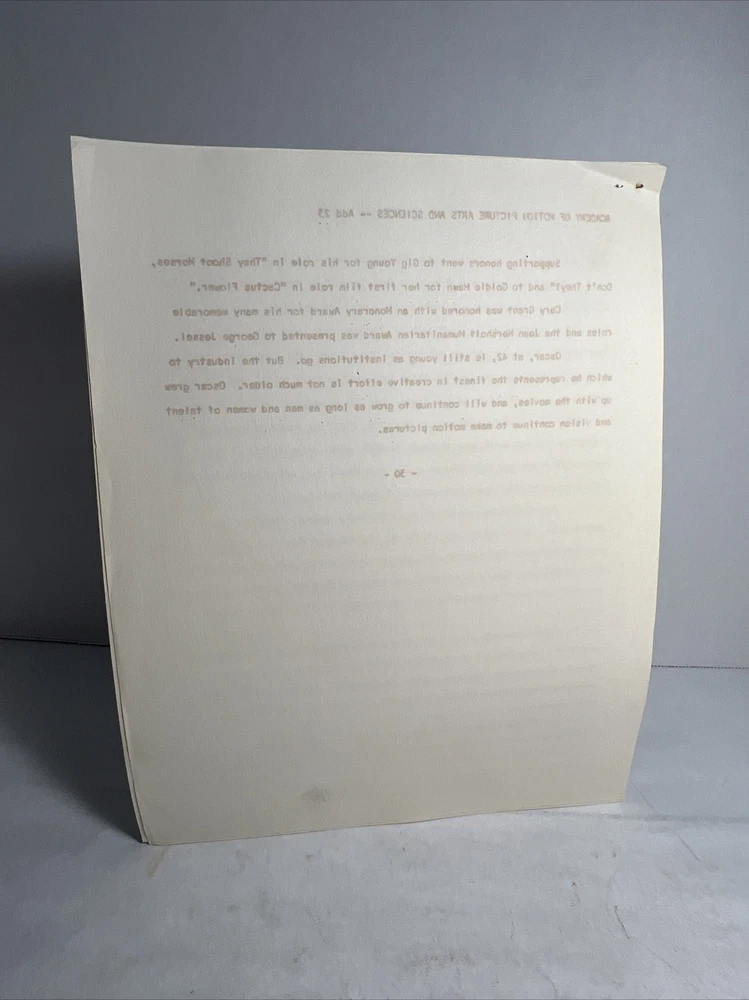 ACADEMY OF MOTION PICTURE ARTS AND SCIENCES -- Add 23
Supporting honors went to Gig Young for his role in "They Shoot Horses,
Don't They?" and to Goldie Hawn for her first film role in "Cactus Flower."
Cary Grant was honored with an Honorary Award for his many memorable
roles and the Jean Hersholt Humanitarian Award was presented to George Jessel.
Oscar, at 42, is still young as institutions go. But the industry to
which he represents the finest in creative effort is not much older. Oscar grew
up with the movies, and will continue to grow as long as men and women of talent
and vision continue to make motion pictures.
- 30 -